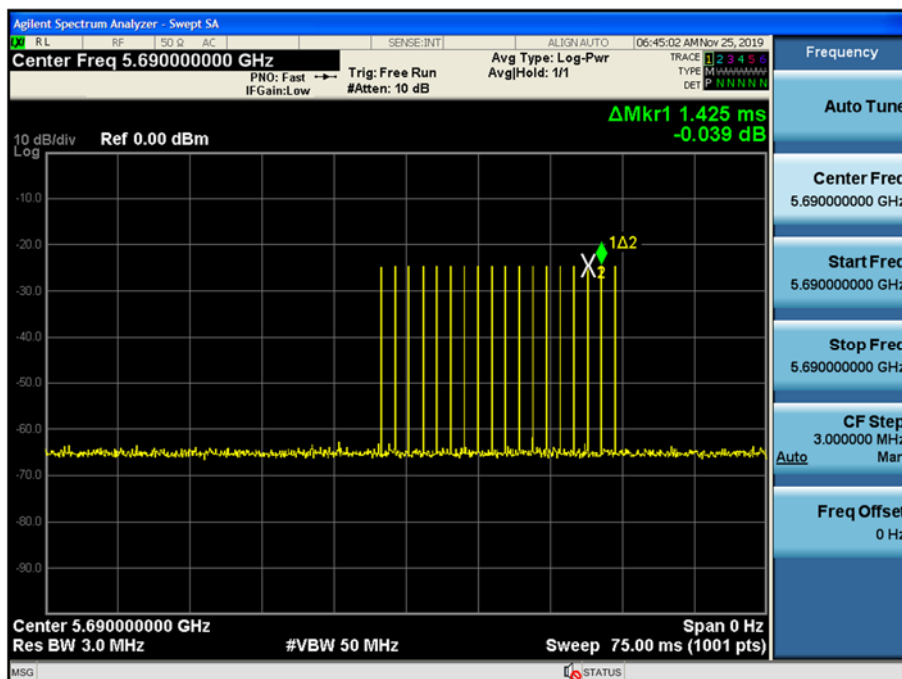 Agilent Spectrum Analyzer - Swept SA
LXI RL RF 50 Ω AC SENSE:INT ALIGN AUTO 06:45:02 AM Nov 25, 2019
Center Freq 5.690000000 GHz
PNO: Fast
IFGain:Low
Trig: Free Run
#Atten: 10 dB
Avg Type: Log-Pwr
Avg|Hold: 1/1
TRACE 1 2 3 4 5 6
TYPE M
DET P N N N N N
ΔMkr1 1.425 ms
-0.039 dB
10 dB/div Ref 0.00 dBm
Log
-10.0
-20.0
-30.0
-40.0
-50.0
-60.0
-70.0
-80.0
-90.0
1Δ2
2
Center 5.690000000 GHz Span 0 Hz
Res BW 3.0 MHz #VBW 50 MHz Sweep 75.00 ms (1001 pts)
MSG STATUS
Frequency
Auto Tune
Center Freq
5.690000000 GHz
Start Freq
5.690000000 GHz
Stop Freq
5.690000000 GHz
CF Step
3.000000 MHz
Auto Man
Freq Offset
0 Hz